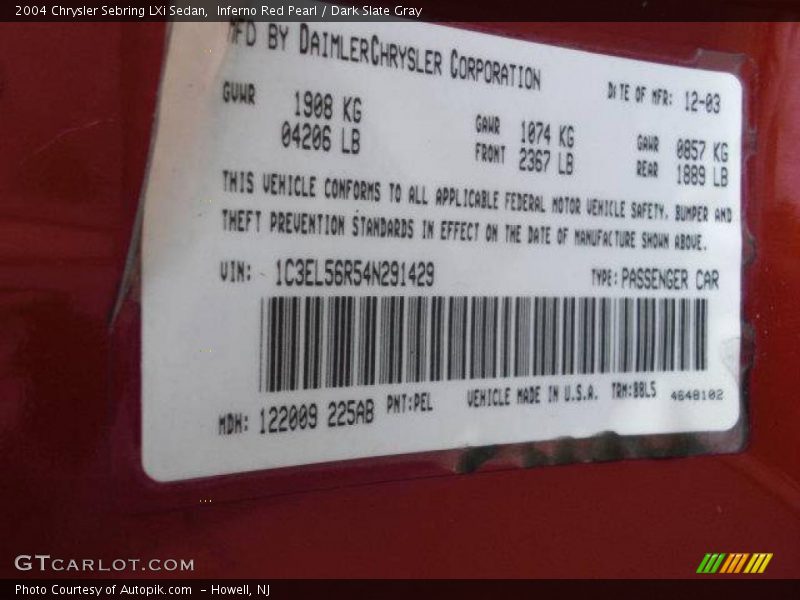 2004 Chrysler Sebring LXi Sedan,  Inferno Red Pearl / Dark Slate Gray
MFD BY DAIMLERCHRYSLER CORPORATION
DATE OF MFR: 12-03
GVWR 1908 KG
04206 LB
GAWR 1074 KG
FRONT 2367 LB
GAWR 0857 KG
REAR 1889 LB
THIS VEHICLE CONFORMS TO ALL APPLICABLE FEDERAL MOTOR VEHICLE SAFETY, BUMPER AND
THEFT PREVENTION STANDARDS IN EFFECT ON THE DATE OF MANUFACTURE SHOWN ABOVE.
VIN: 1C3EL56R54N291429
TYPE: PASSENGER CAR
MDH: 122009 225AB
PNT:PEL
VEHICLE MADE IN U.S.A.
TRM:BBL5
4648102
GTCARLOT.COM
Photo Courtesy of Autopik.com  - Howell, NJ